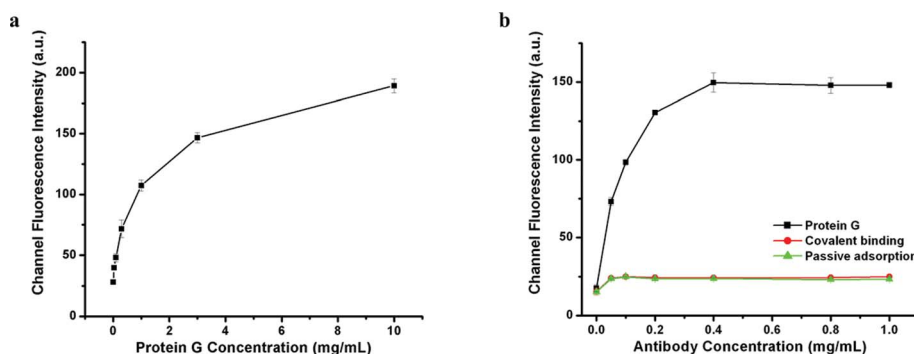 a
Channel Fluorescence Intensity (a.u.)
200
150
100
50
0
0 2 4 6 8 10
Protein G Concentration (mg/mL)
b
Channel Fluorescence Intensity (a.u.)
150
100
50
0
Protein G
Covalent binding
Passive adsorption
0.0 0.2 0.4 0.6 0.8 1.0
Antibody Concentration (mg/mL)